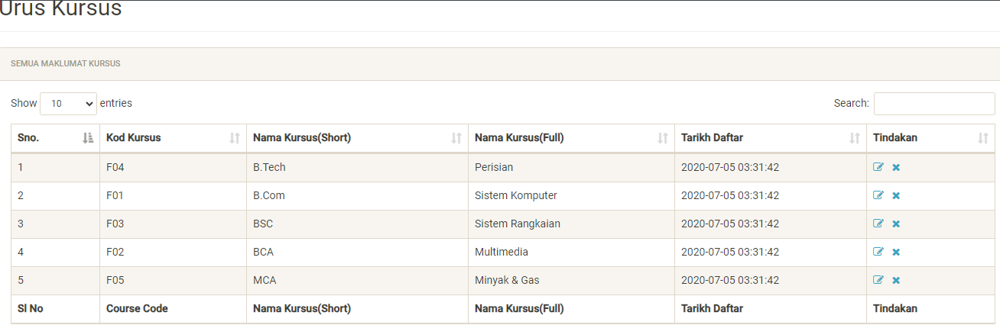 Urus Kursus
SEMUA MAKLUMAT KURSUS
Show 10 entries Search:
Sno. Kod Kursus Nama Kursus(Short) Nama Kursus(Full) Tarikh Daftar Tindakan
1 F04 B.Tech Perisian 2020-07-05 03:31:42
2 F01 B.Com Sistem Komputer 2020-07-05 03:31:42
3 F03 BSC Sistem Rangkaian 2020-07-05 03:31:42
4 F02 BCA Multimedia 2020-07-05 03:31:42
5 F05 MCA Minyak & Gas 2020-07-05 03:31:42
Sl No Course Code Nama Kursus(Short) Nama Kursus(Full) Tarikh Daftar Tindakan